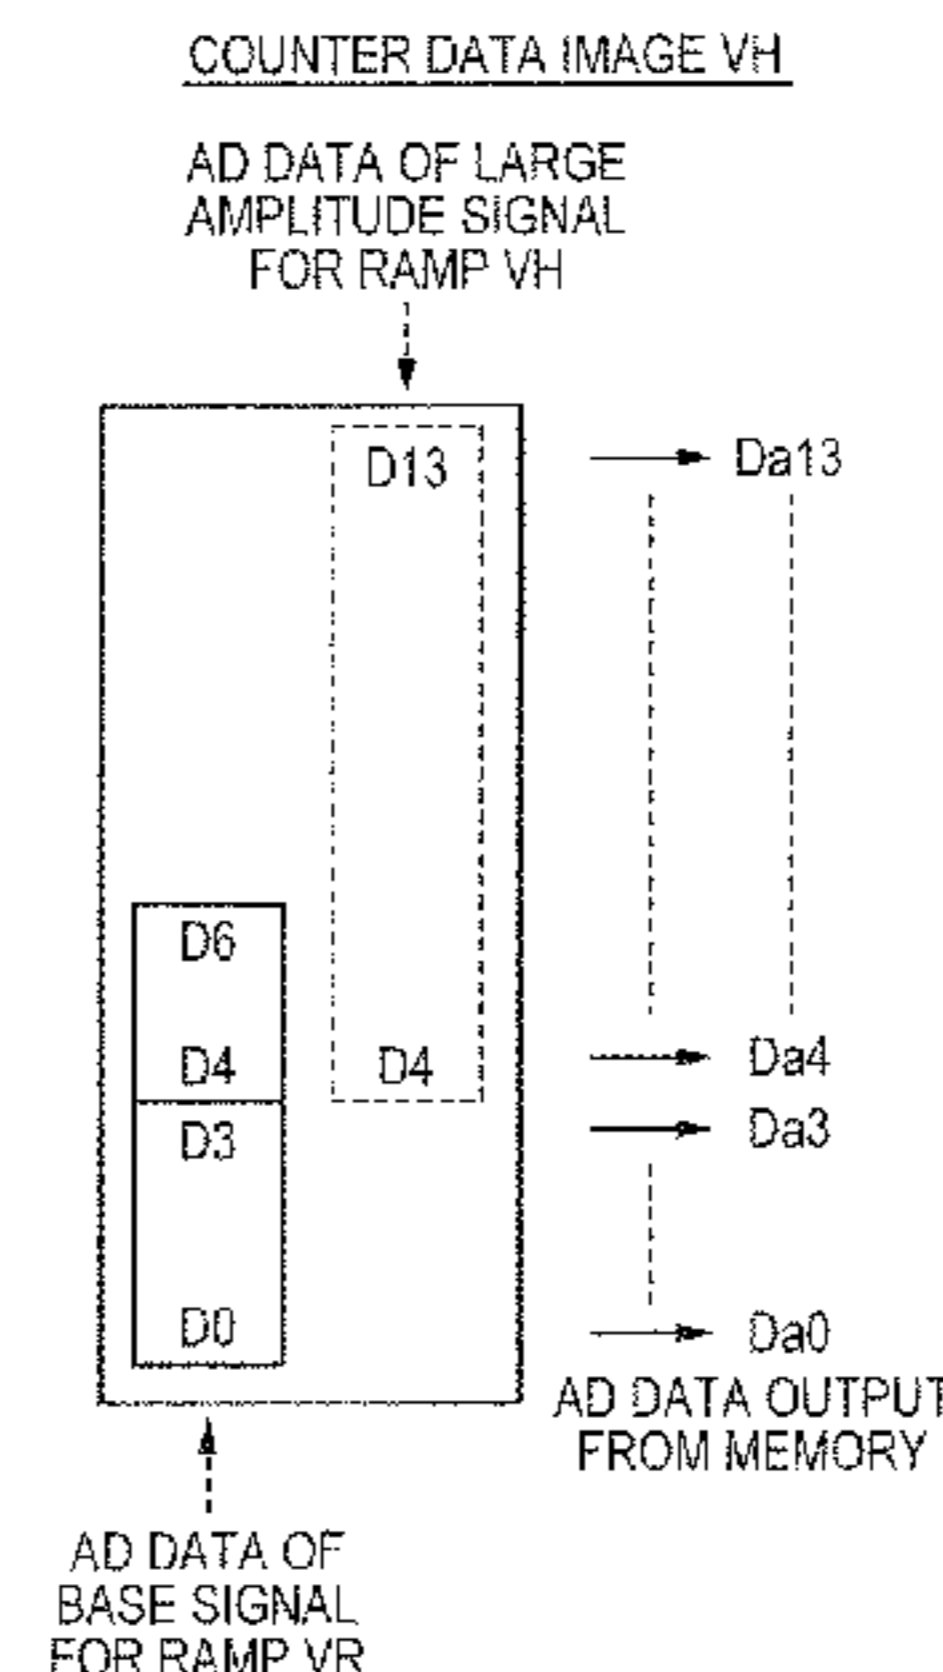 COUNTER DATA IMAGE VH
AD DATA OF LARGE
AMPLITUDE SIGNAL
FOR RAMP VH
D13
Da13
D6
D4
D4
Da4
D3
Da3
D0
Da0
AD DATA OUTPUT
FROM MEMORY
AD DATA OF
BASE SIGNAL
FOR RAMP VR